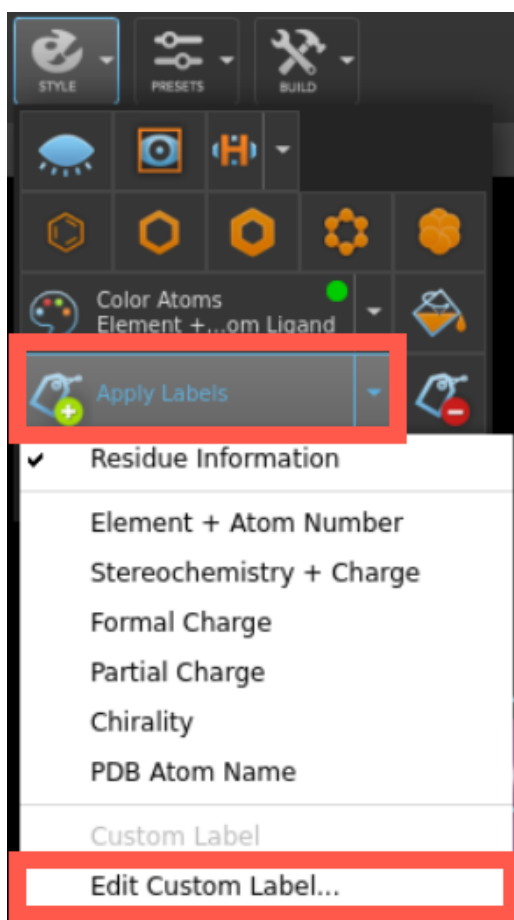 STYLE PRESETS BUILD
Color Atoms
Element +...om Ligand
Apply Labels
Residue Information
Element + Atom Number
Stereochemistry + Charge
Formal Charge
Partial Charge
Chirality
PDB Atom Name
Custom Label
Edit Custom Label...